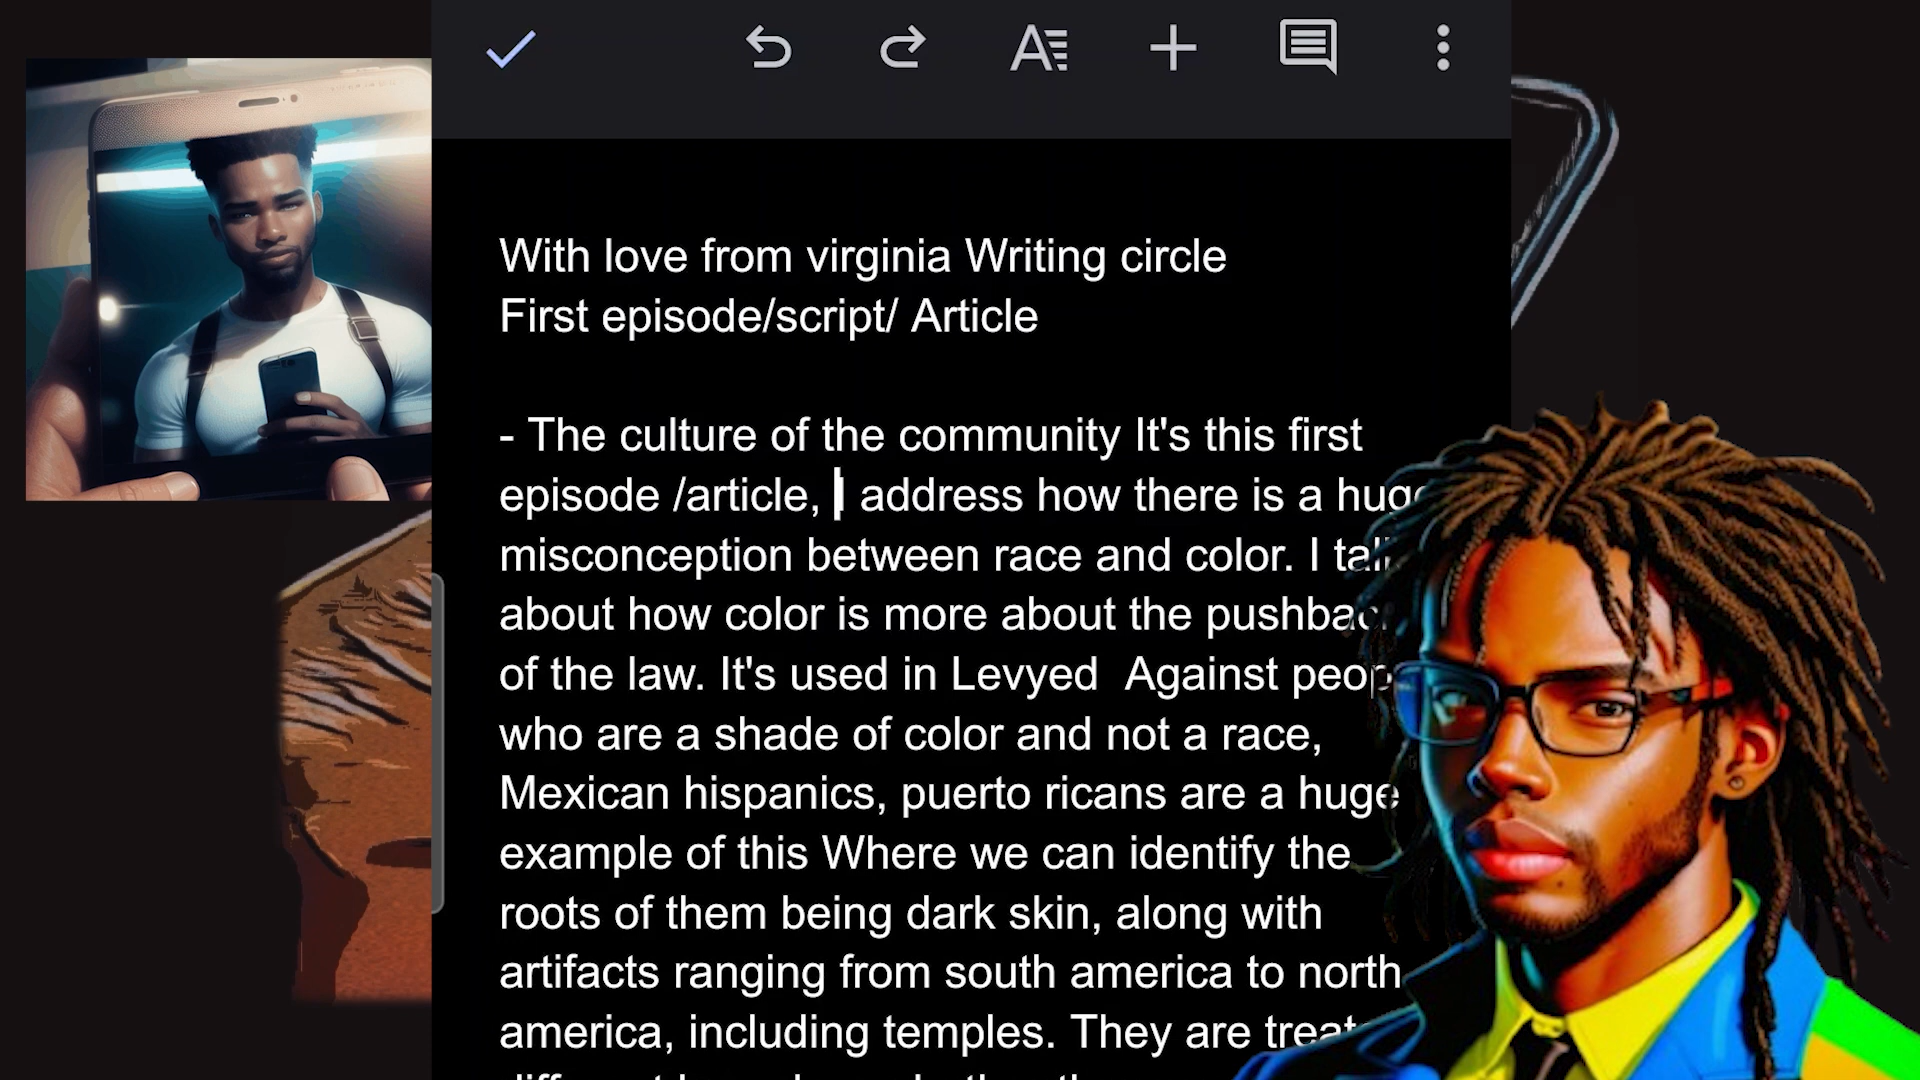 With love from virginia Writing circle
First episode/script/ Article
- The culture of the community It's this first
episode /article, I address how there is a huge
misconception between race and color. I talk
about how color is more about the pushback
of the law. It's used in Levyed  Against
who are a shade of color and not a race,
Mexican hispanics, puerto ricans are a huge
example of this Where we can identify the
roots of them being dark skin, along with
artifacts ranging from south america to north
america, including temples. They are